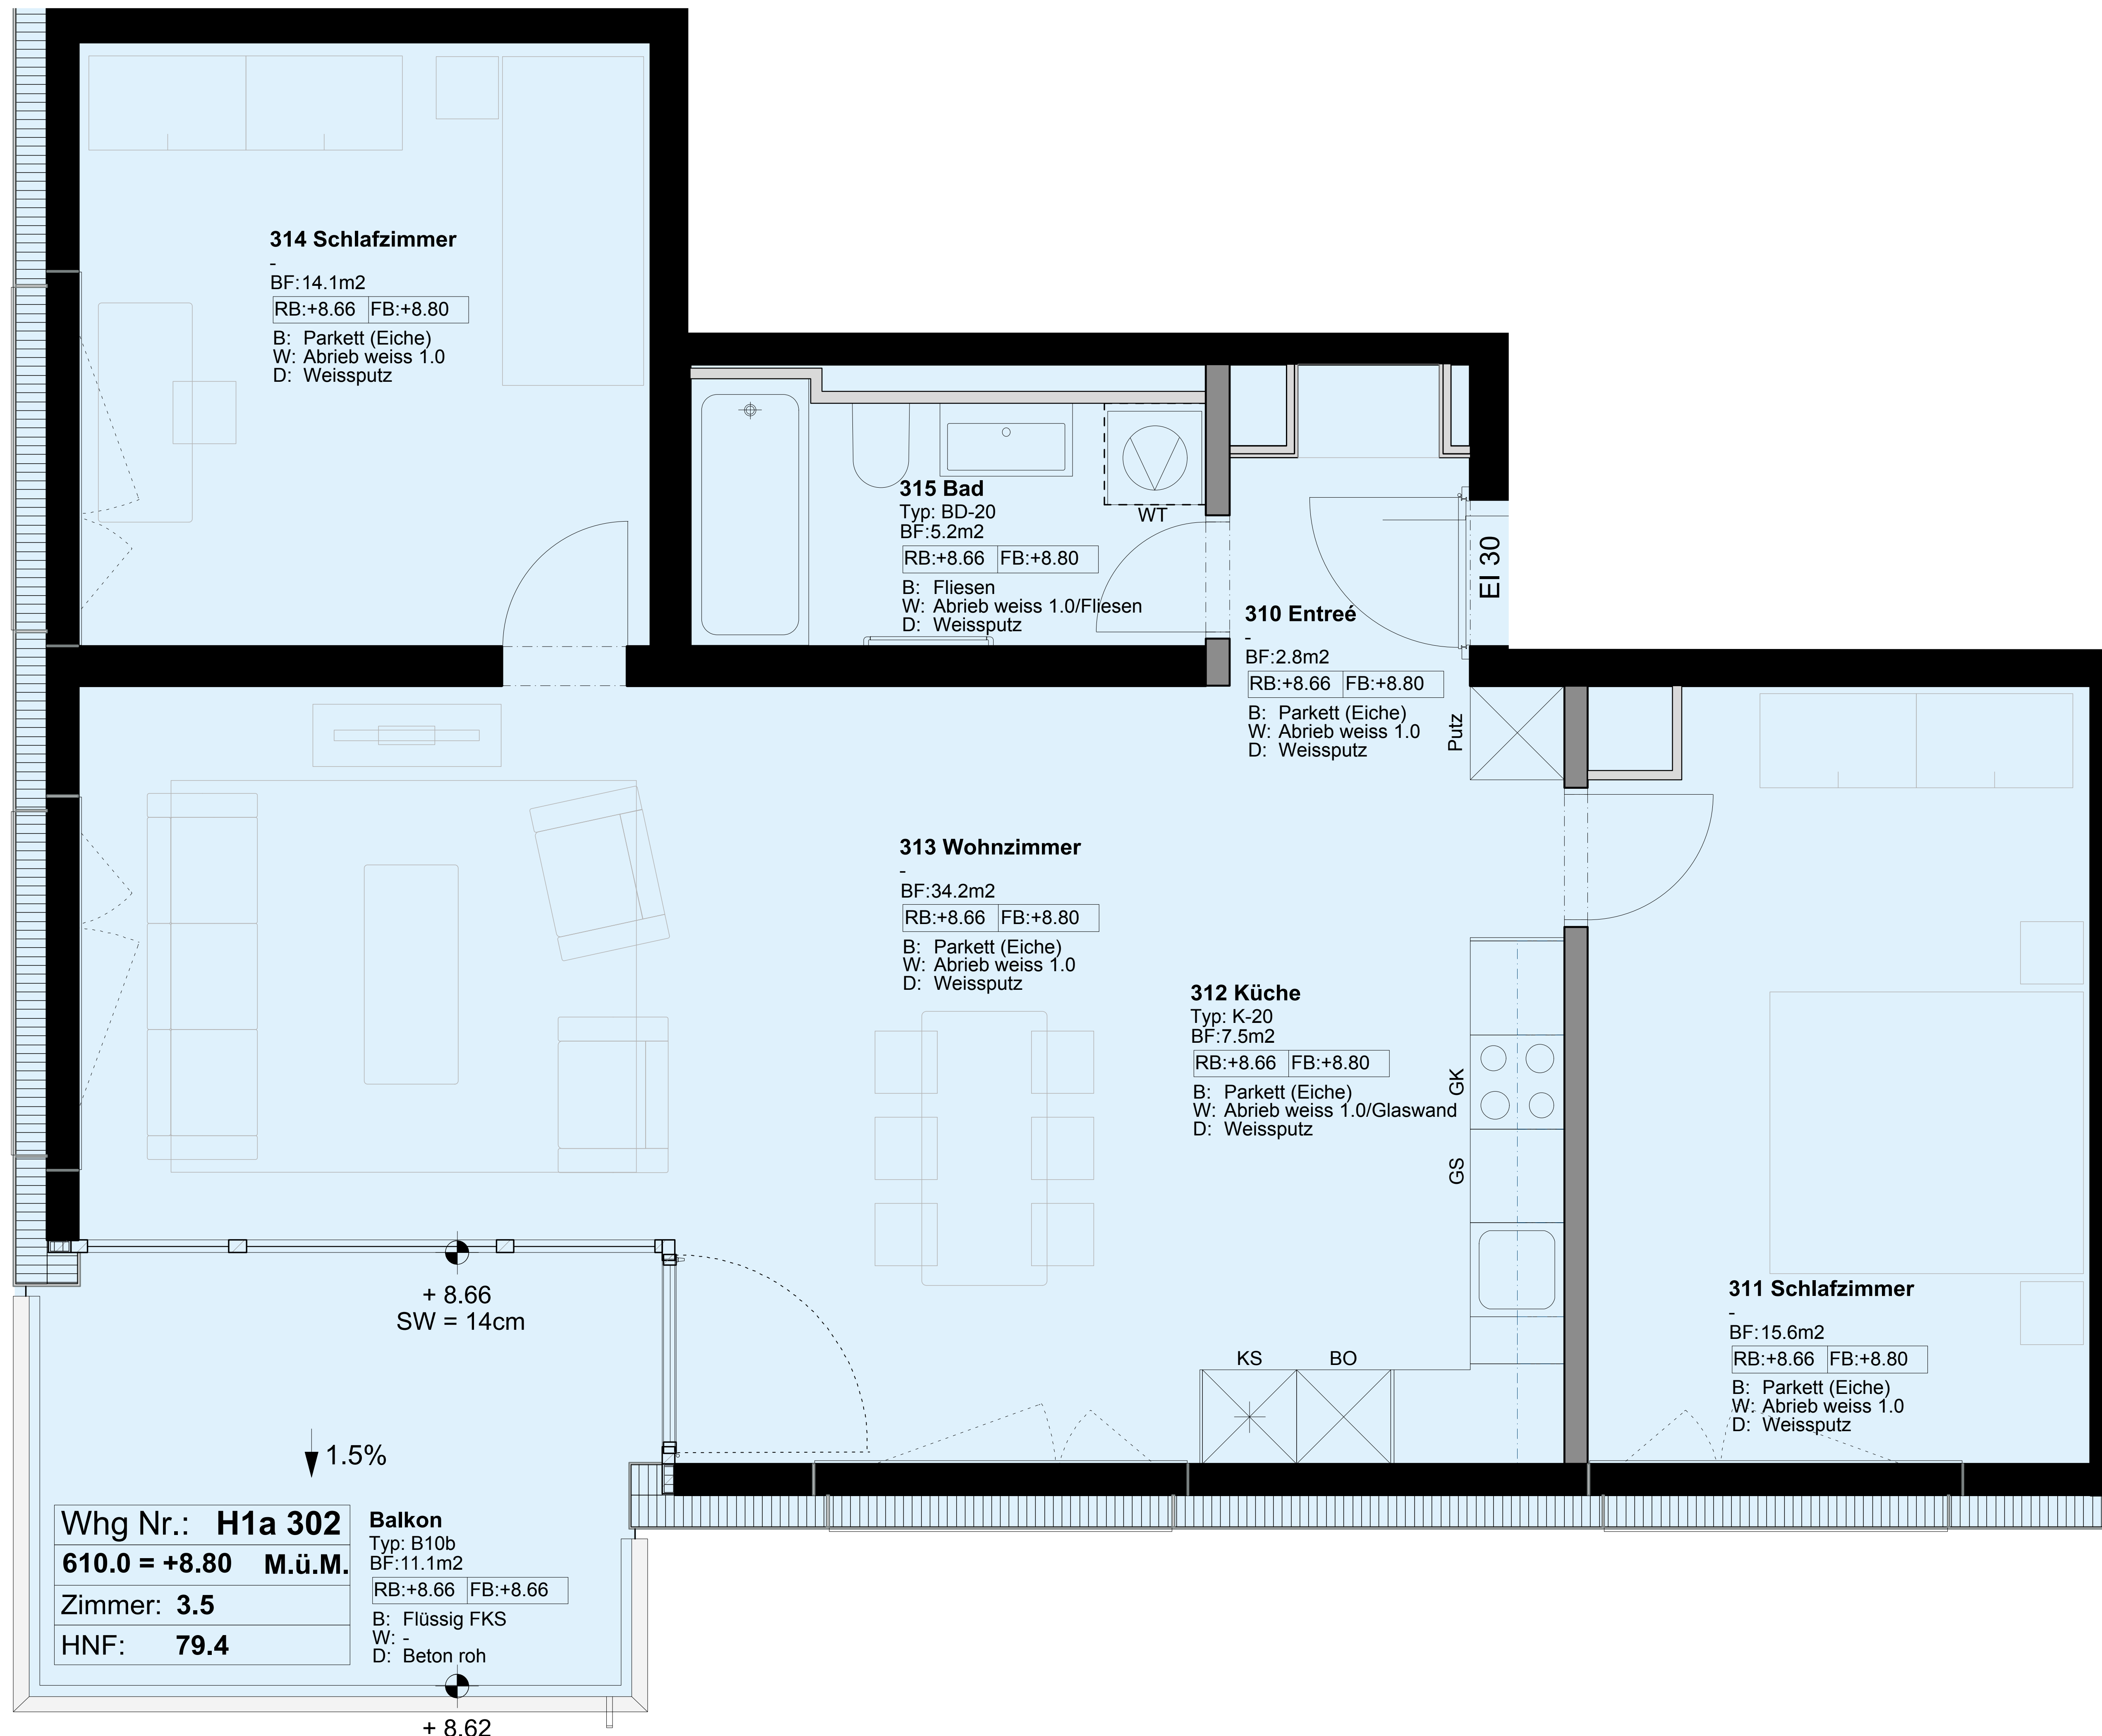 314 Schlafzimmer
-
BF:14.1m2
RB:+8.66 FB:+8.80
B: Parkett (Eiche)
W: Abrieb weiss 1.0
D: Weissputz
315 Bad
Typ: BD-20
BF:5.2m2
RB:+8.66 FB:+8.80
B: Fliesen
W: Abrieb weiss 1.0/Fliesen
D: Weissputz
WT
EI 30
310 Entreé
-
BF:2.8m2
RB:+8.66 FB:+8.80
B: Parkett (Eiche)
W: Abrieb weiss 1.0
D: Weissputz
Putz
313 Wohnzimmer
-
BF:34.2m2
RB:+8.66 FB:+8.80
B: Parkett (Eiche)
W: Abrieb weiss 1.0
D: Weissputz
312 Küche
Typ: K-20
BF:7.5m2
RB:+8.66 FB:+8.80
B: Parkett (Eiche)
W: Abrieb weiss 1.0/Glaswand
D: Weissputz
GK
GS
KS BO
311 Schlafzimmer
-
BF:15.6m2
RB:+8.66 FB:+8.80
B: Parkett (Eiche)
W: Abrieb weiss 1.0
D: Weissputz
+ 8.66
SW = 14cm
1.5%
Whg Nr.: H1a 302
610.0 = +8.80 M.ü.M.
Zimmer: 3.5
HNF: 79.4
Balkon
Typ: B10b
BF:11.1m2
RB:+8.66 FB:+8.66
B: Flüssig FKS
W: -
D: Beton roh
+ 8.62